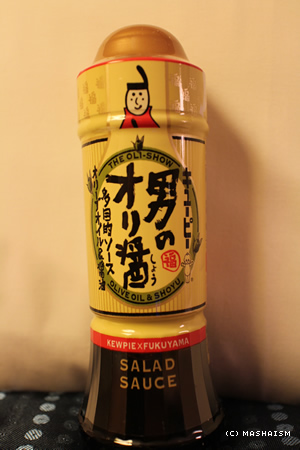 THE OLI-SHOW
キユーピー
男の
オリ醤
しょう
福
多目的ソース
オリーブオイル&醤油
OLIVE OIL & SHOYU
KEWPIE×FUKUYAMA
SALAD
SAUCE
(C) MASHAISM